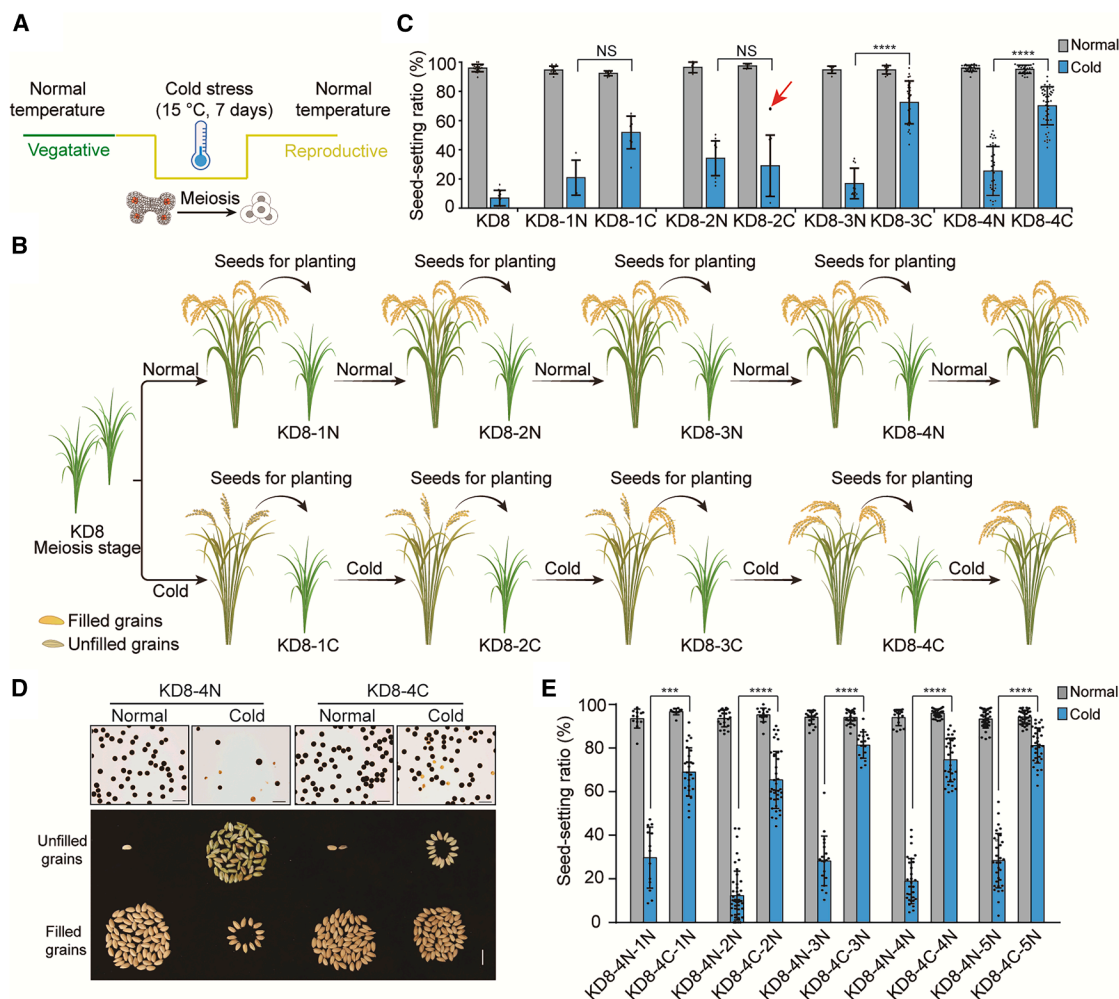 A
Normal temperature
Cold stress (15 °C, 7 days)
Normal temperature
Vegatative
Reproductive
Meiosis
C
Seed-setting ratio (%)
100
80
60
40
20
0
NS
NS
****
****
Normal
Cold
KD8
KD8-1N
KD8-1C
KD8-2N
KD8-2C
KD8-3N
KD8-3C
KD8-4N
KD8-4C
B
Seeds for planting
Seeds for planting
Seeds for planting
Seeds for planting
Normal
Normal
Normal
Normal
Normal
KD8-1N
KD8-2N
KD8-3N
KD8-4N
KD8
Meiosis stage
Seeds for planting
Seeds for planting
Seeds for planting
Seeds for planting
Cold
Cold
Cold
Cold
Cold
KD8-1C
KD8-2C
KD8-3C
KD8-4C
Filled grains
Unfilled grains
D
KD8-4N
KD8-4C
Normal
Cold
Normal
Cold
Unfilled grains
Filled grains
E
Seed-setting ratio (%)
100
80
60
40
20
0
***
****
****
****
****
Normal
Cold
KD8-4N-1N
KD8-4C-1N
KD8-4N-2N
KD8-4C-2N
KD8-4N-3N
KD8-4C-3N
KD8-4N-4N
KD8-4C-4N
KD8-4N-5N
KD8-4C-5N